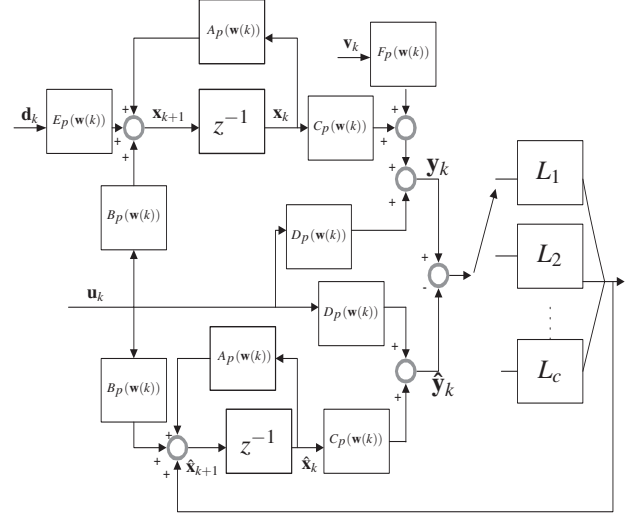 A_p(w(k))
v_k
F_p(w(k))
+
d_k
E_p(w(k))
+
+
x_{k+1}
z^{-1}
x_k
C_p(w(k))
+
+
+
y_k
L_1
B_p(w(k))
+
D_p(w(k))
L_2
+
-
u_k
D_p(w(k))
B_p(w(k))
A_p(w(k))
+
ŷ_k
L_c
+
+
+
x̂_{k+1}
z^{-1}
x̂_k
C_p(w(k))
+